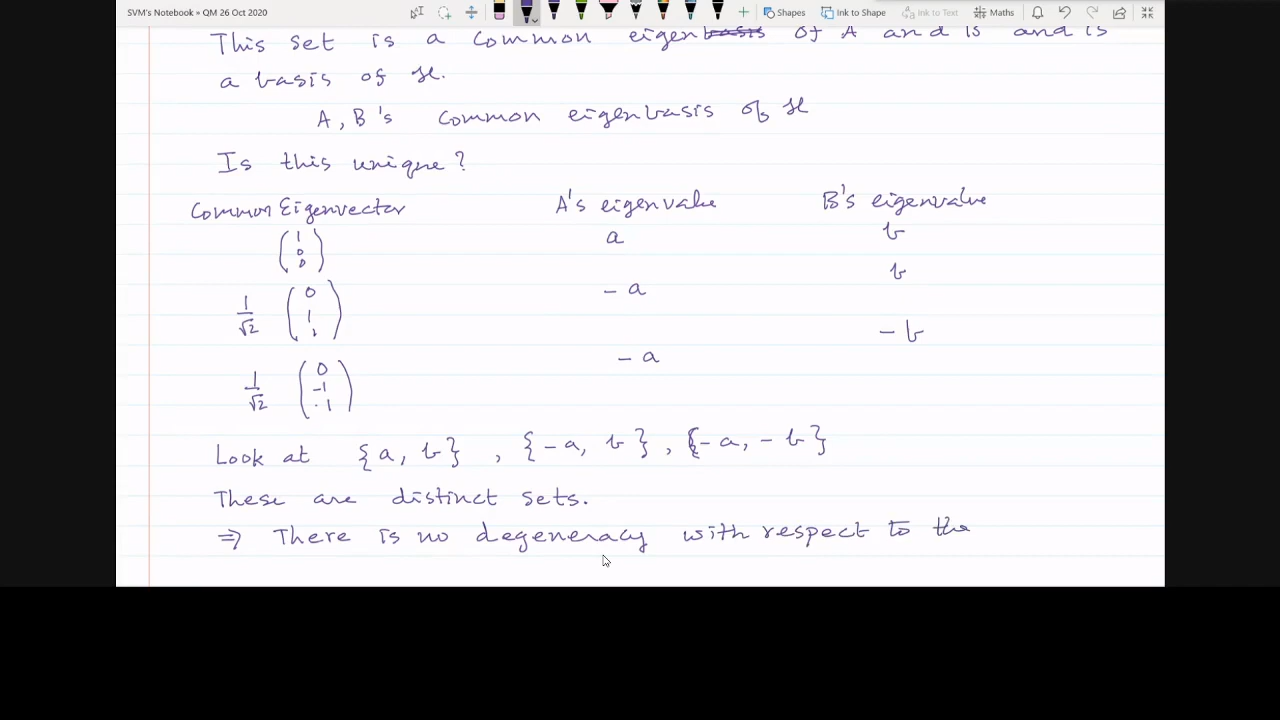 SVM's Notebook » QM 26 Oct 2020
Shapes Ink to Shape Ink to Text Maths
This set is a common eigen of A and B and is
a basis of H.
A, B's common eigenbasis of H
Is this unique?
Common Eigenvector A's eigenvalue B's eigenvalue
(1 0 0) a b
1/√2 (0 1 1) - a b
1/√2 (0 -1 -1) - a - b
Look at {a, b} , {-a, b} , {-a, -b}
These are distinct sets.
⇒ There is no degeneracy with respect to the